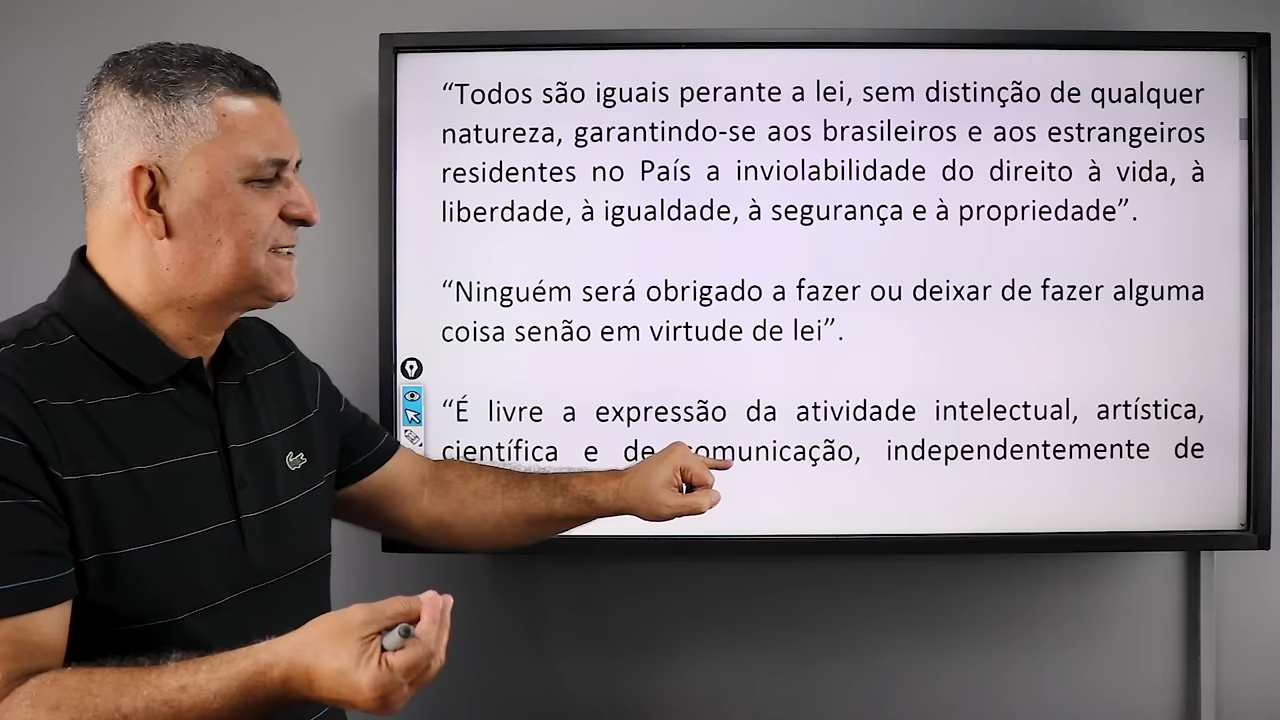 “Todos são iguais perante a lei, sem distinção de qualquer
natureza, garantindo-se aos brasileiros e aos estrangeiros
residentes no País a inviolabilidade do direito à vida, à
liberdade, à igualdade, à segurança e à propriedade”.
“Ninguém será obrigado a fazer ou deixar de fazer alguma
coisa senão em virtude de lei”.
“É livre a expressão da atividade intelectual, artística,
científica e de comunicação, independentemente de